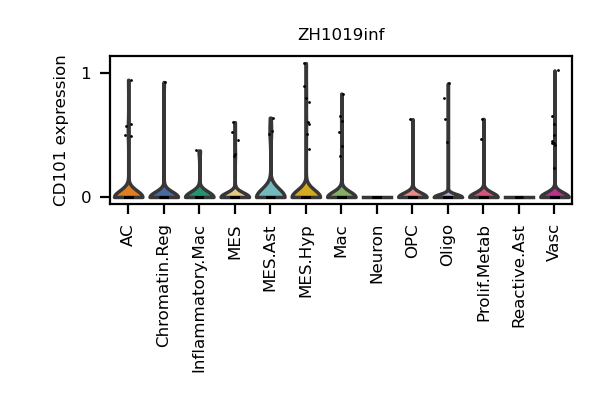 ZH1019inf
CD101 expression
1
0
AC
Chromatin.Reg
Inflammatory.Mac
MES
MES.Ast
MES.Hyp
Mac
Neuron
OPC
Oligo
Prolif.Metab
Reactive.Ast
Vasc